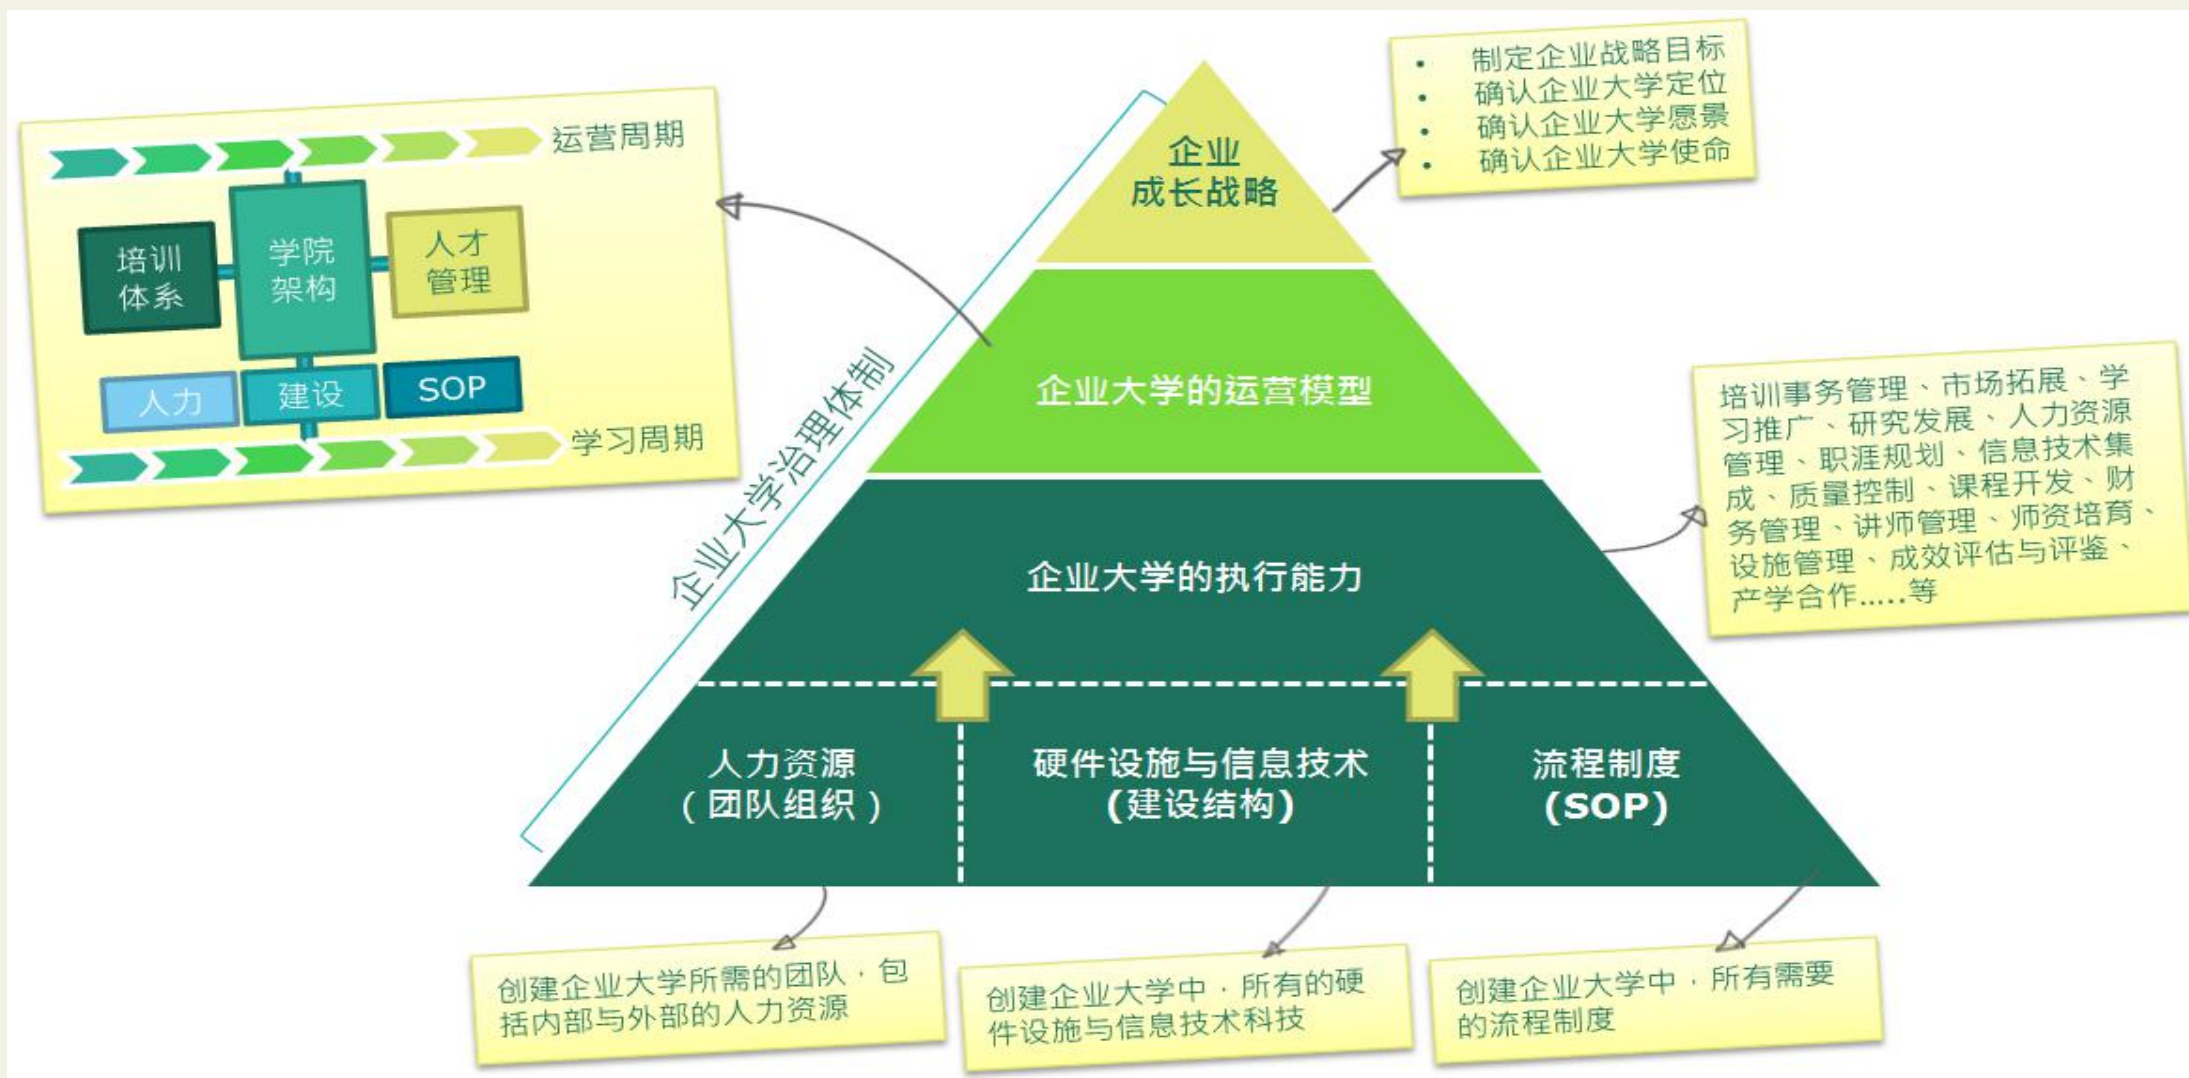 运营周期
培训
体系
学院
架构
人才
管理
人力
建设
SOP
学习周期
企业
成长战略
• 制定企业战略目标
• 确认企业大学定位
• 确认企业大学愿景
• 确认企业大学使命
企业大学治理体制
企业大学的运营模型
企业大学的执行能力
培训事务管理、市场拓展、学
习推广、研究发展、人力资源
管理、职涯规划、信息技术集
成、质量控制、课程开发、财
务管理、讲师管理、师资培育、
设施管理、成效评估与评鉴、
产学合作.....等
人力资源
（团队组织）
硬件设施与信息技术
(建设结构)
流程制度
(SOP)
创建企业大学所需的团队，包
括内部与外部的人力资源
创建企业大学中，所有的硬
件设施与信息技术科技
创建企业大学中，所有需要
的流程制度